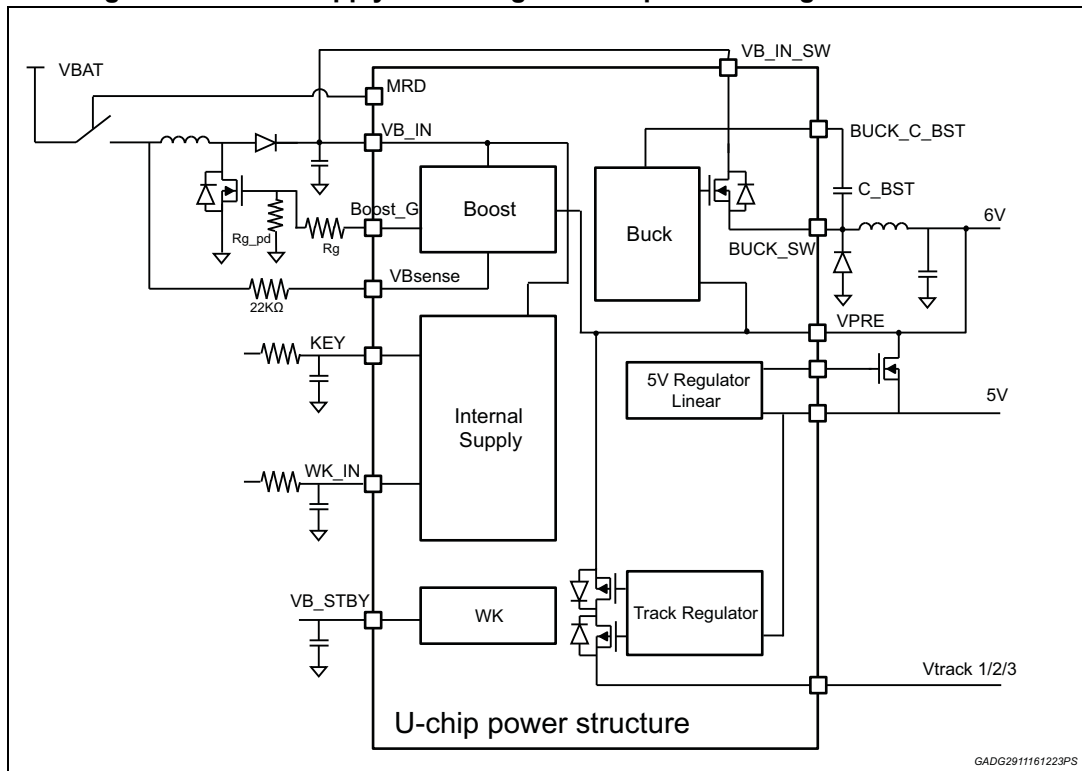 VB_IN_SW
VBAT
MRD
VB_IN
BUCK_C_BST
Boost
C_BST
Boost_G
Buck
6V
Rg_pd
Rg
BUCK_SW
VBsense
22KΩ
VPRE
KEY
5V Regulator
Linear
5V
Internal
Supply
WK_IN
VB_STBY
WK
Track Regulator
Vtrack 1/2/3
U-chip power structure
GADG2911161223PS